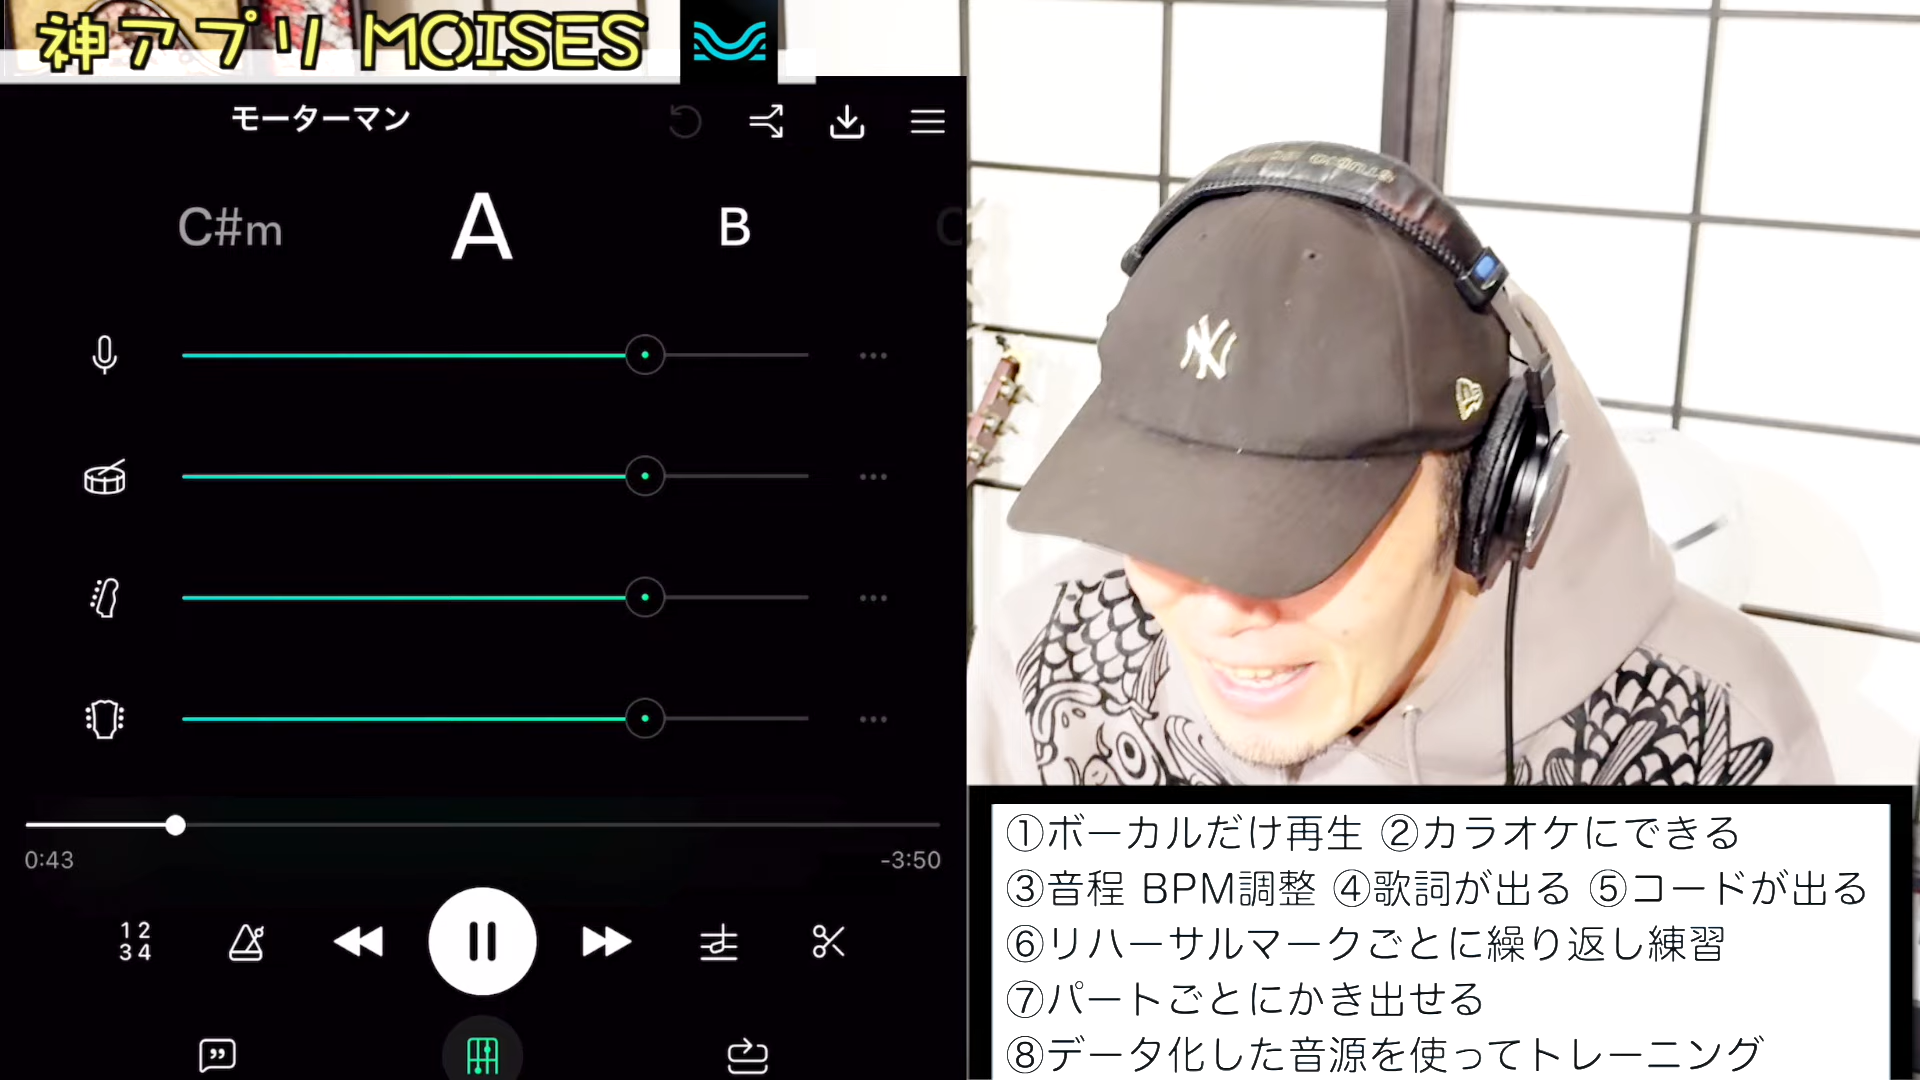 神アプリ MOISES
モーターマン
C#m A B C
0:43 -3:50
1 2
3 4
NY
①ボーカルだけ再生 ②カラオケにできる
③音程 BPM調整 ④歌詞が出る ⑤コードが出る
⑥リハーサルマークごとに繰り返し練習
⑦パートごとにかき出せる
⑧データ化した音源を使ってトレーニング